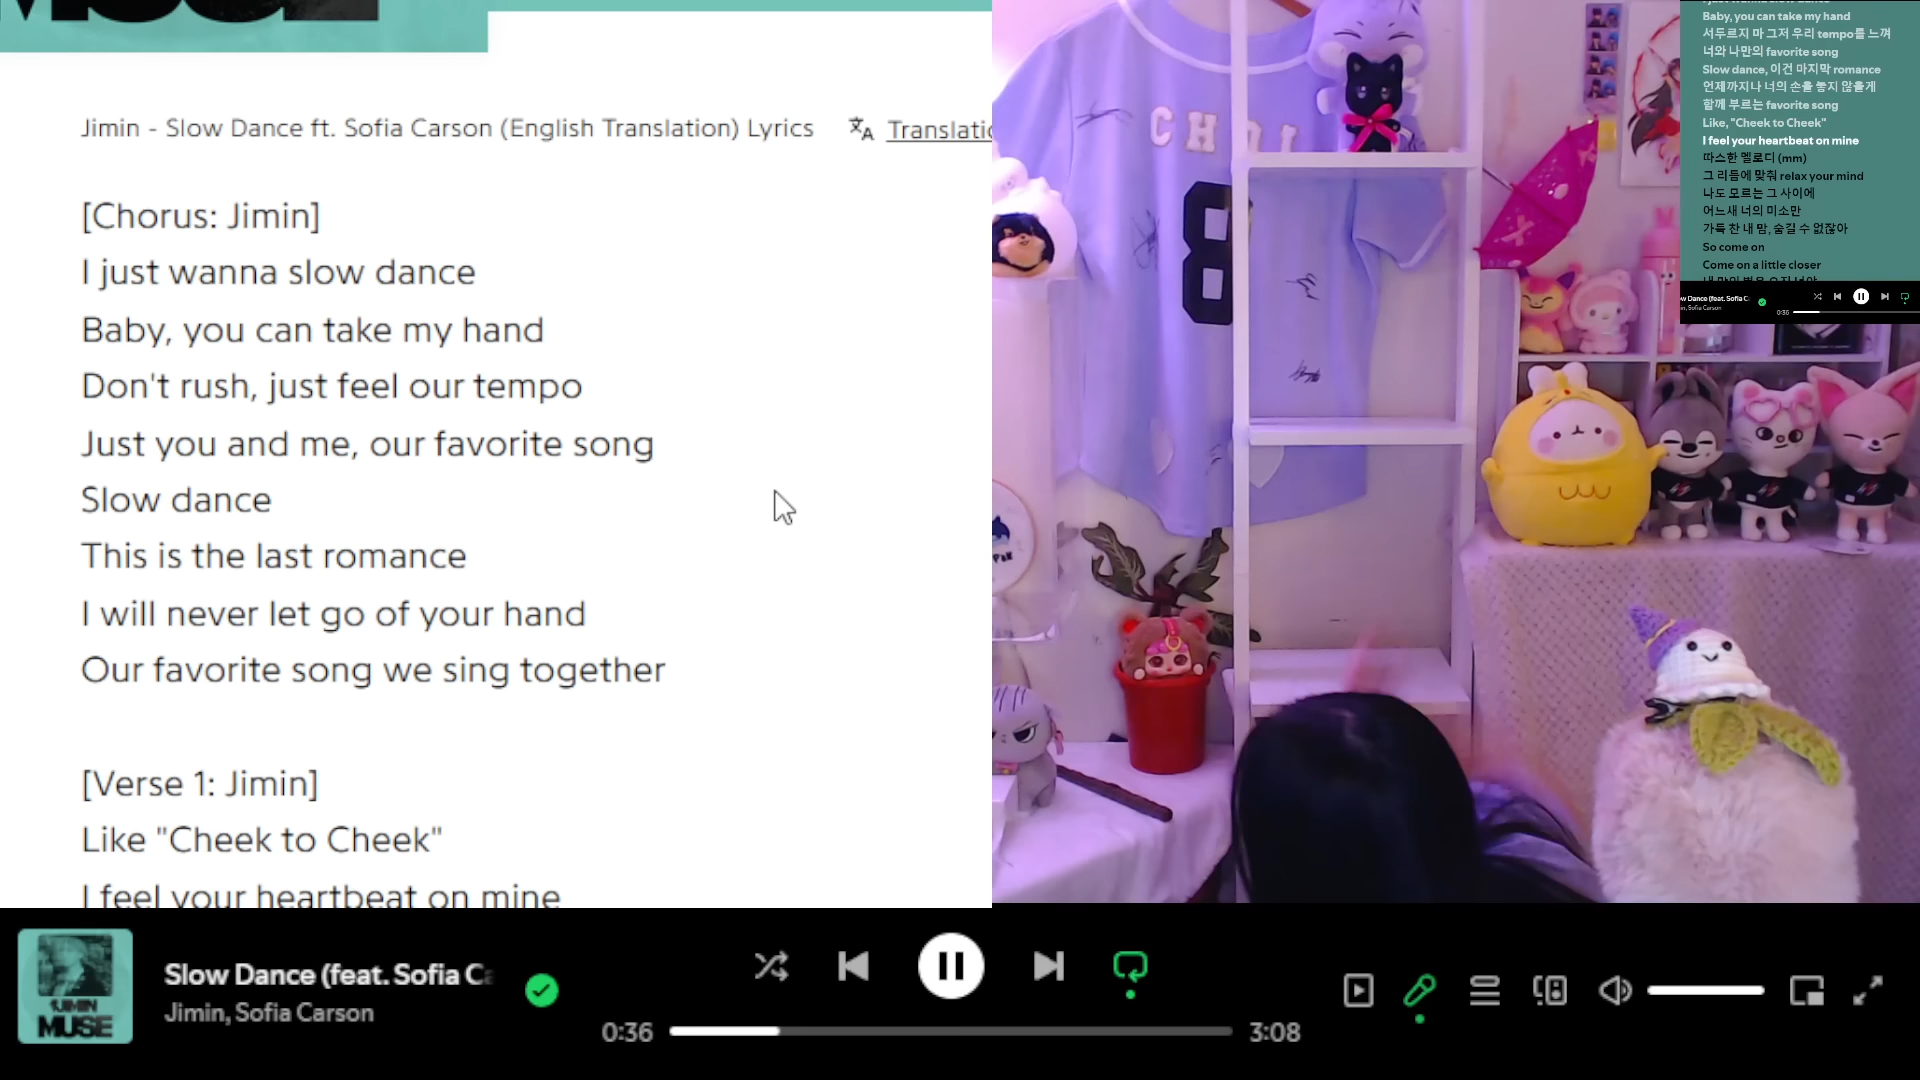 MUSE
Jimin - Slow Dance ft. Sofia Carson (English Translation) Lyrics
[Chorus: Jimin]
I just wanna slow dance
Baby, you can take my hand
Don't rush, just feel our tempo
Just you and me, our favorite song
Slow dance
This is the last romance
I will never let go of your hand
Our favorite song we sing together
[Verse 1: Jimin]
Like "Cheek to Cheek"
I feel your heartbeat on mine
CHOI
8
Baby, you can take my hand
서두르지 마 그저 우리 tempo를 느껴
너와 나만의 favorite song
Slow dance, 이건 마지막 romance
언제까지나 너의 손을 놓지 않을게
함께 부르는 favorite song
Like, "Cheek to Cheek"
I feel your heartbeat on mine
따스한 멜로디 (mm)
그 리듬에 맞춰 relax your mind
나도 모르는 그 사이에
어느새 너의 미소만
가득 찬 내 맘, 숨길 수 없잖아
So come on
Come on a little closer
Dance (feat. Sofia
Sofia Carson
0:36
JIMIN
MUSE
Slow Dance (feat. Sofia
Jimin, Sofia Carson
0:36
3:08